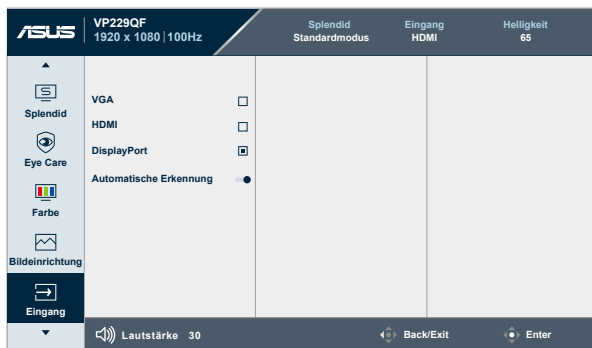 ASUS
VP229QF
1920 x 1080 | 100Hz
Splendid
Standardmodus
Eingang
HDMI
Helligkeit
65
Splendid
Eye Care
Farbe
Bildeinrichtung
Eingang
VGA
HDMI
DisplayPort
Automatische Erkennung
Lautstärke 30
Back/Exit
Enter